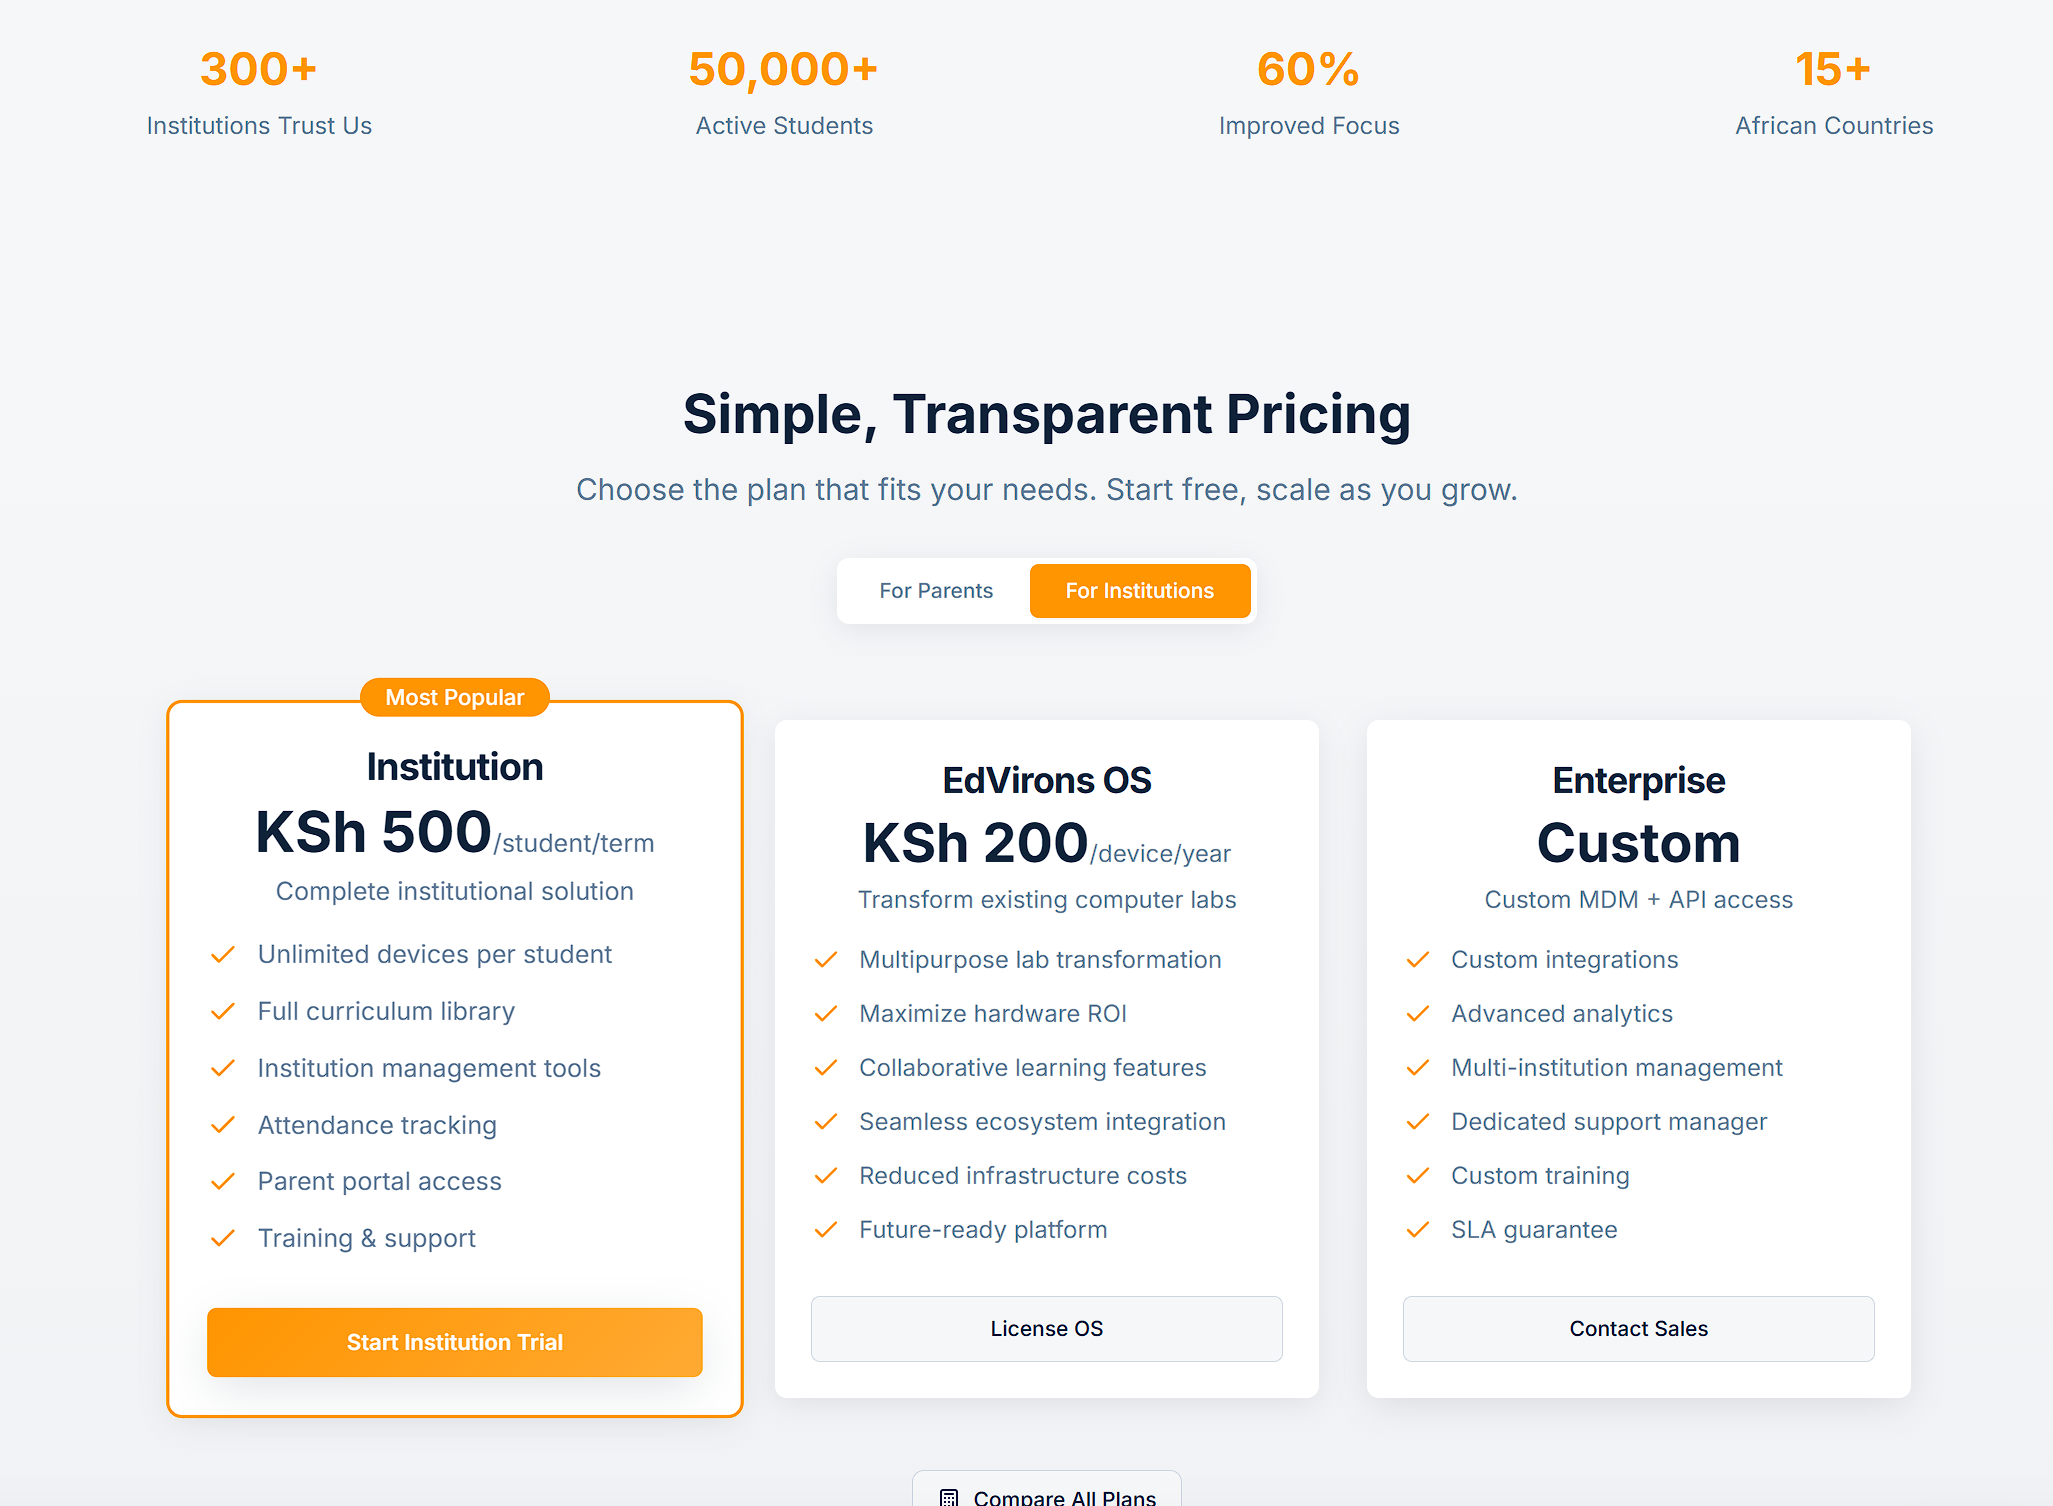 300+
50,000+
60%
15+
Institutions Trust Us
Active Students
Improved Focus
African Countries
Simple, Transparent Pricing
Choose the plan that fits your needs. Start free, scale as you grow.
For Parents
For Institutions
Most Popular
Institution
KSh 500/student/term
Complete institutional solution
Unlimited devices per student
Full curriculum library
Institution management tools
Attendance tracking
Parent portal access
Training & support
Start Institution Trial
EdVirons OS
KSh 200/device/year
Transform existing computer labs
Multipurpose lab transformation
Maximize hardware ROI
Collaborative learning features
Seamless ecosystem integration
Reduced infrastructure costs
Future-ready platform
License OS
Enterprise
Custom
Custom MDM + API access
Custom integrations
Advanced analytics
Multi-institution management
Dedicated support manager
Custom training
SLA guarantee
Contact Sales
Compare All Plans